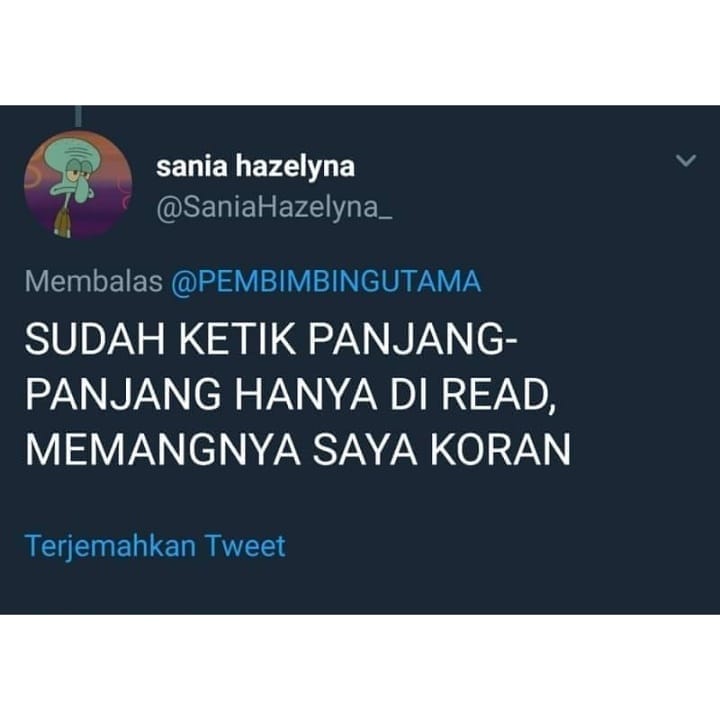 sania hazelyna
@SaniaHazelyna_
Membalas @PEMBIMBINGUTAMA
SUDAH KETIK PANJANG-
PANJANG HANYA DI READ,
MEMANGNYA SAYA KORAN
Terjemahkan Tweet